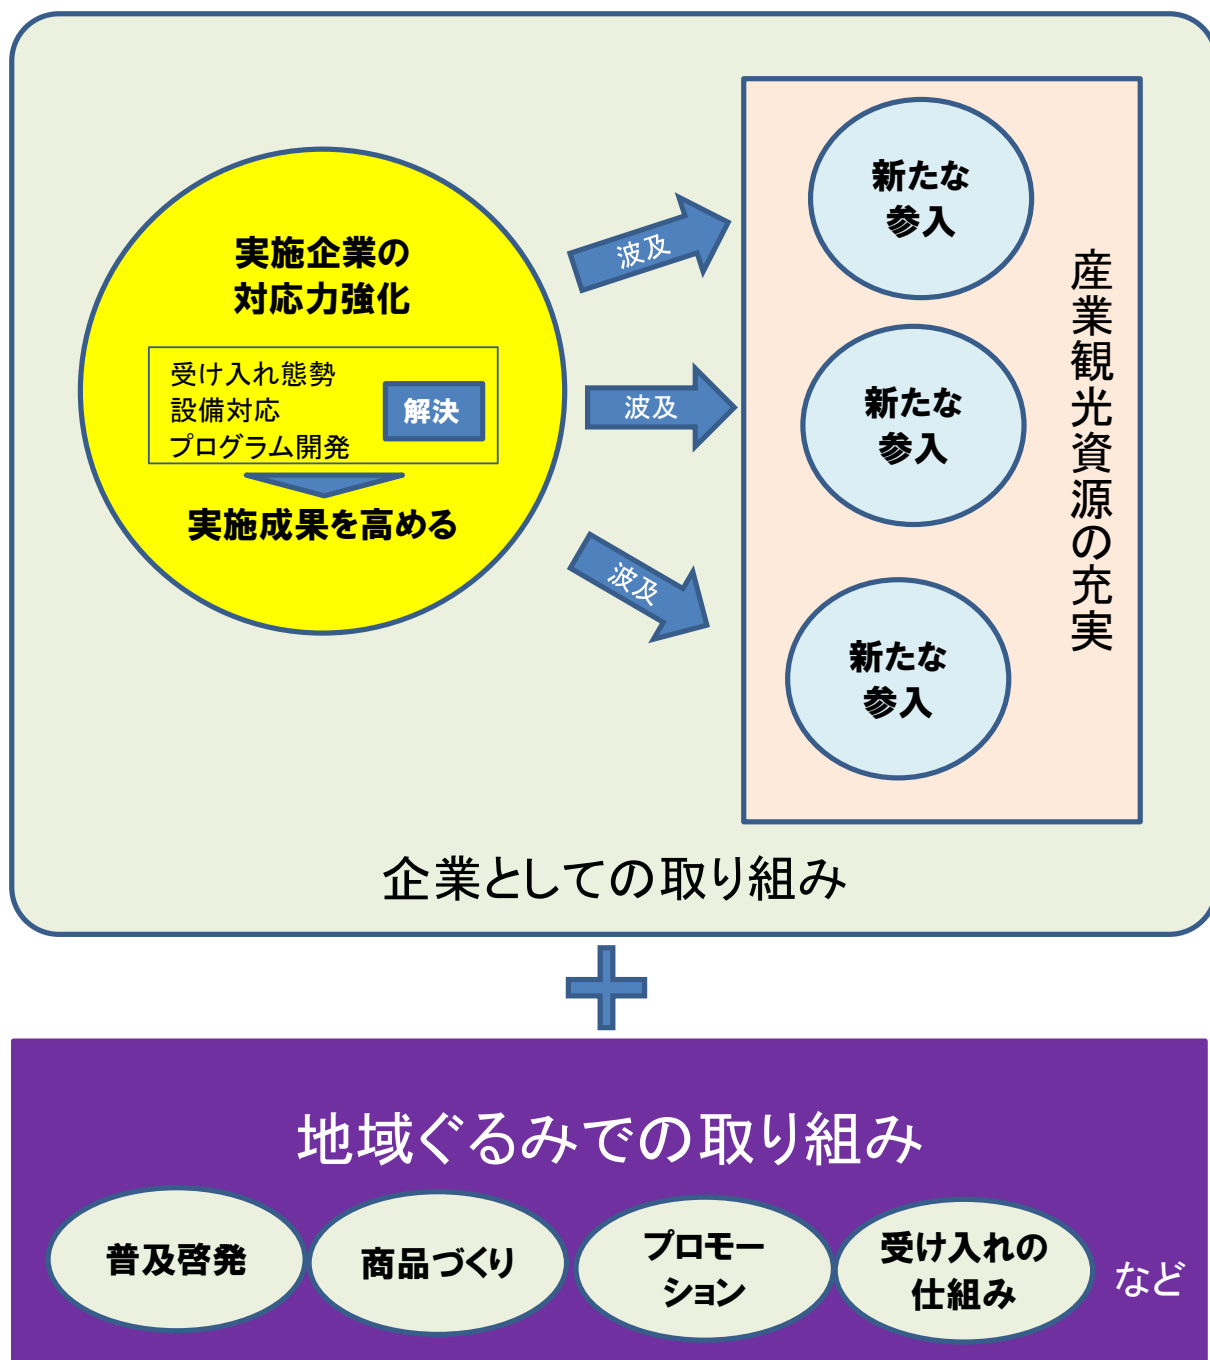 実施企業の
対応力強化
受け入れ態勢
設備対応
プログラム開発
解決
実施成果を高める
波及
波及
波及
新たな
参入
新たな
参入
新たな
参入
産業観光資源の充実
企業としての取り組み
地域ぐるみでの取り組み
普及啓発
商品づくり
プロモー
ション
受け入れの
仕組み
など